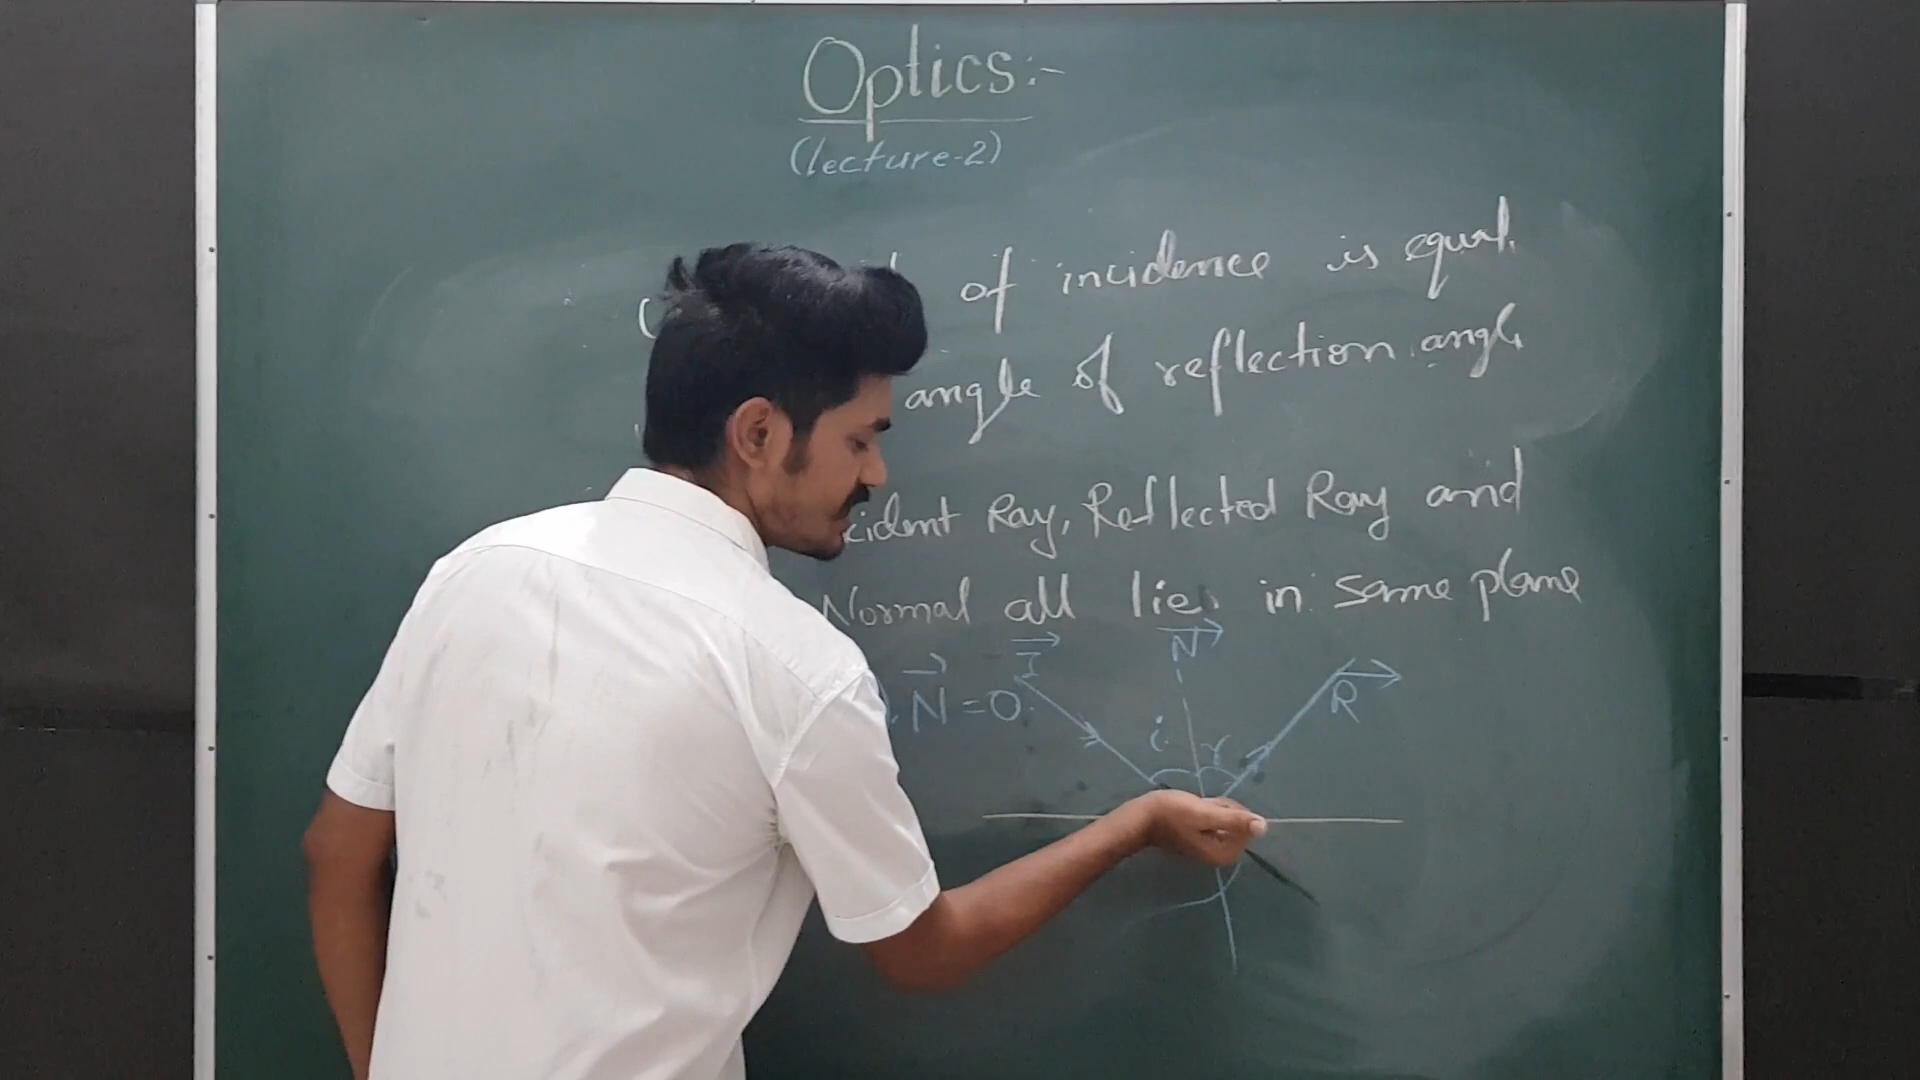 Optics:-
(lecture-2)
of incidence is equal
angle of reflection angle
cident Ray, Reflected Ray and
Normal all lie in same plane
N
I
R
N = 0
i
r